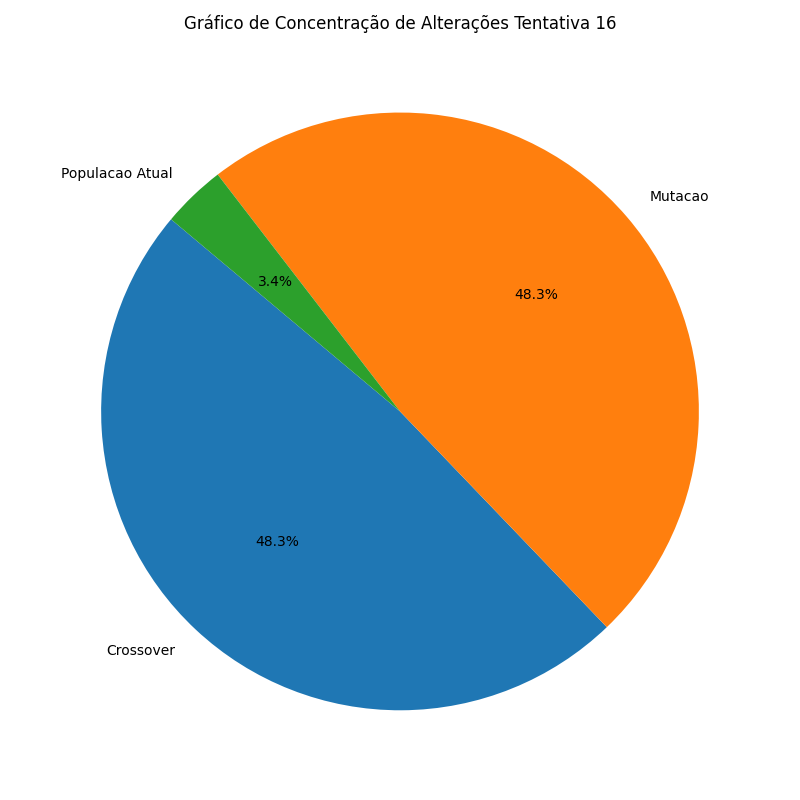 Gráfico de Concentração de Alterações Tentativa 16
Populacao Atual
Mutacao
3.4%
48.3%
48.3%
Crossover